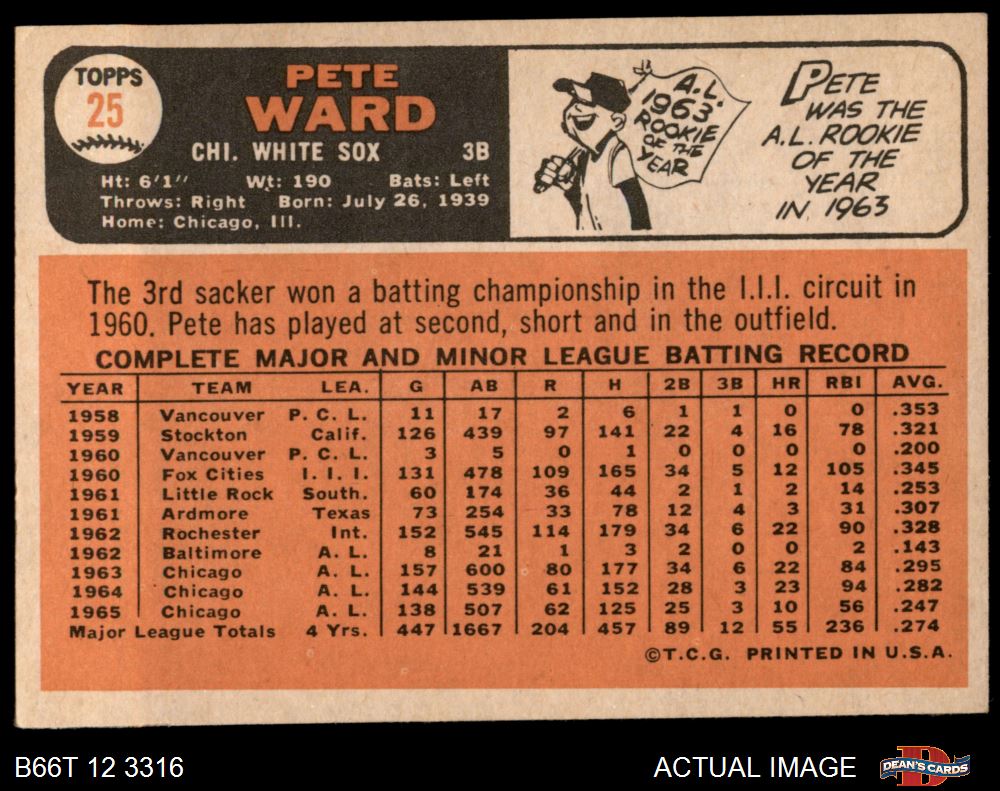 TOPPS
25
PETE
WARD
CHI. WHITE SOX 3B
Ht: 6'1" Wt: 190 Bats: Left
Throws: Right Born: July 26, 1939
Home: Chicago, Ill.
A.L.
1963
ROOKIE
OF THE
YEAR
PETE
WAS THE
A.L. ROOKIE
OF THE
YEAR
IN 1963
The 3rd sacker won a batting championship in the I.I.I. circuit in
1960. Pete has played at second, short and in the outfield.
COMPLETE MAJOR AND MINOR LEAGUE BATTING RECORD
YEAR TEAM LEA. G AB R H 2B 3B HR RBI AVG.
1958 Vancouver P. C. L. 11 17 2 6 1 1 0 0 .353
1959 Stockton Calif. 126 439 97 141 22 4 16 78 .321
1960 Vancouver P. C. L. 3 5 0 1 0 0 0 0 .200
1960 Fox Cities I. I. I. 131 478 109 165 34 5 12 105 .345
1961 Little Rock South. 60 174 36 44 2 1 2 14 .253
1961 Ardmore Texas 73 254 33 78 12 4 3 31 .307
1962 Rochester Int. 152 545 114 179 34 6 22 90 .328
1962 Baltimore A. L. 8 21 1 3 2 0 0 2 .143
1963 Chicago A. L. 157 600 80 177 34 6 22 84 .295
1964 Chicago A. L. 144 539 61 152 28 3 23 94 .282
1965 Chicago A. L. 138 507 62 125 25 3 10 56 .247
Major League Totals 4 Yrs. 447 1667 204 457 89 12 55 236 .274
©T.C.G. PRINTED IN U.S.A.
B66T 12 3316 ACTUAL IMAGE
D
DEAN'S CARDS